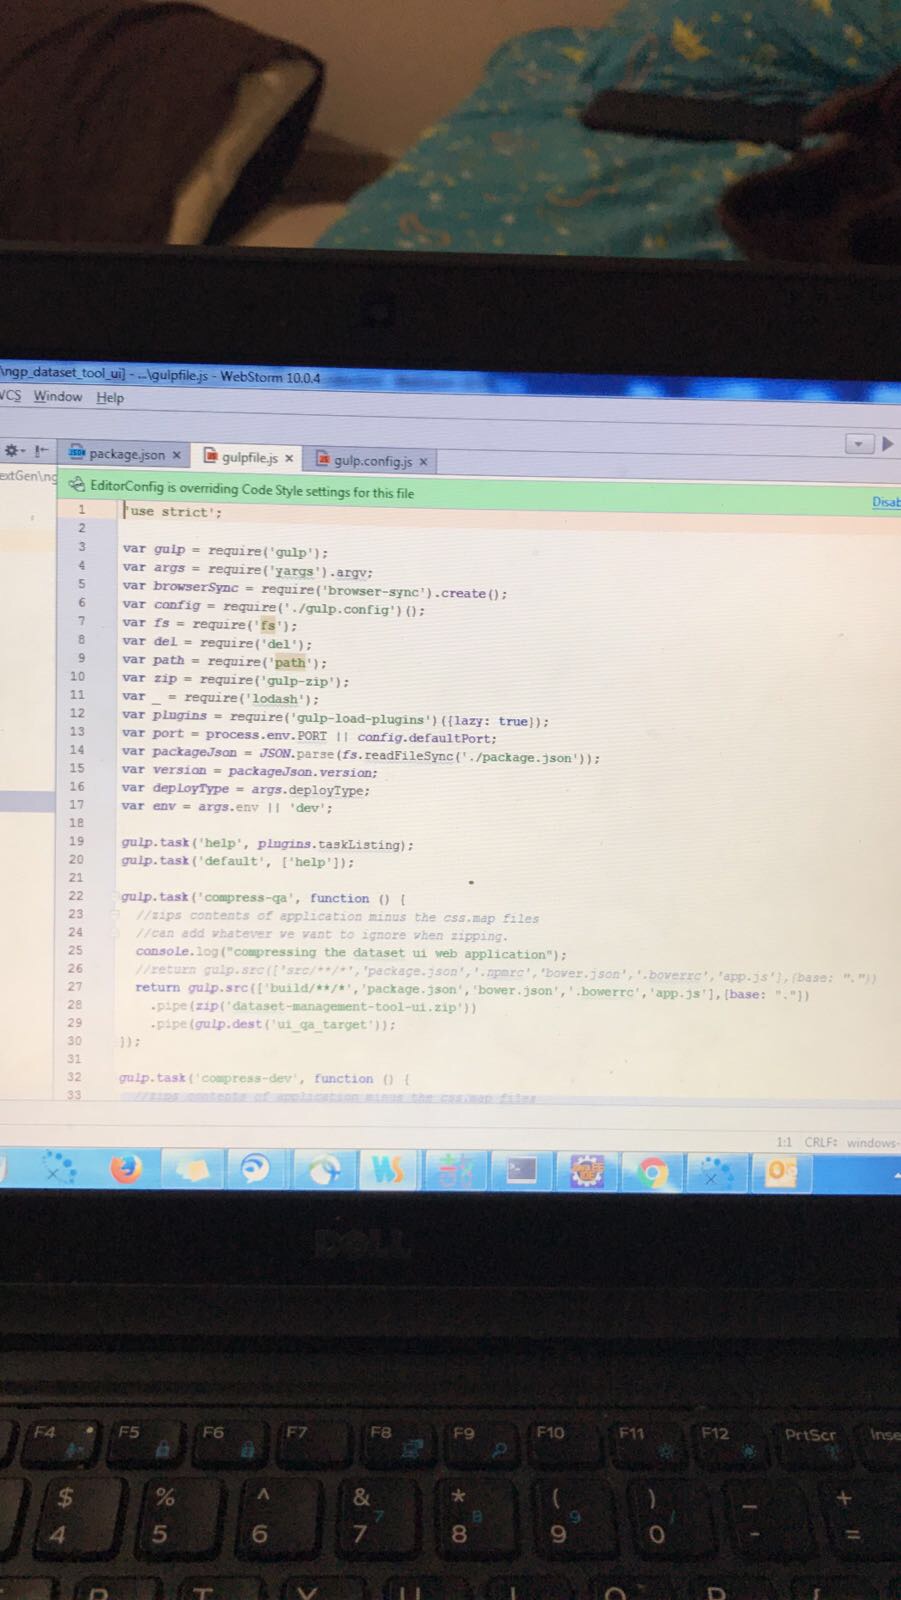 \ngp_dataset_tool_ui] - ...\gulpfile.js - WebStorm 10.0.4
VCS Window Help
package.json × gulpfile.js × gulp.config.js ×
extGen\ng
EditorConfig is overriding Code Style settings for this file Disab
1 'use strict';
2
3 var gulp = require('gulp');
4 var args = require('yargs').argv;
5 var browserSync = require('browser-sync').create();
6 var config = require('./gulp.config')();
7 var fs = require('fs');
8 var del = require('del');
9 var path = require('path');
10 var zip = require('gulp-zip');
11 var _ = require('lodash');
12 var plugins = require('gulp-load-plugins')({lazy: true});
13 var port = process.env.PORT || config.defaultPort;
14 var packageJson = JSON.parse(fs.readFileSync('./package.json'));
15 var version = packageJson.version;
16 var deployType = args.deployType;
17 var env = args.env || 'dev';
18
19 gulp.task('help', plugins.taskListing);
20 gulp.task('default', ['help']);
21
22 gulp.task('compress-qa', function () {
23 //zips contents of application minus the css.map files
24 //can add whatever we want to ignore when zipping.
25 console.log("compressing the dataset ui web application");
26 //return gulp.src(['src/**/*','package.json','.npmrc','bower.json','.bowerrc','app.js'],{base: "."})
27 return gulp.src(['build/**/*','package.json','bower.json','.bowerrc','app.js'],{base: "."})
28 .pipe(zip('dataset-management-tool-ui.zip'))
29 .pipe(gulp.dest('ui_qa_target'));
30 });
31
32 gulp.task('compress-dev', function () {
33 //zips contents of application minus the css.map files
1:1 CRLF: windows-
DELL
F4 F5 F6 F7 F8 F9 F10 F11 F12 PrtScr Inse
$ % ^ & * ( ) _ +
4 5 6 7 8 9 0 - =